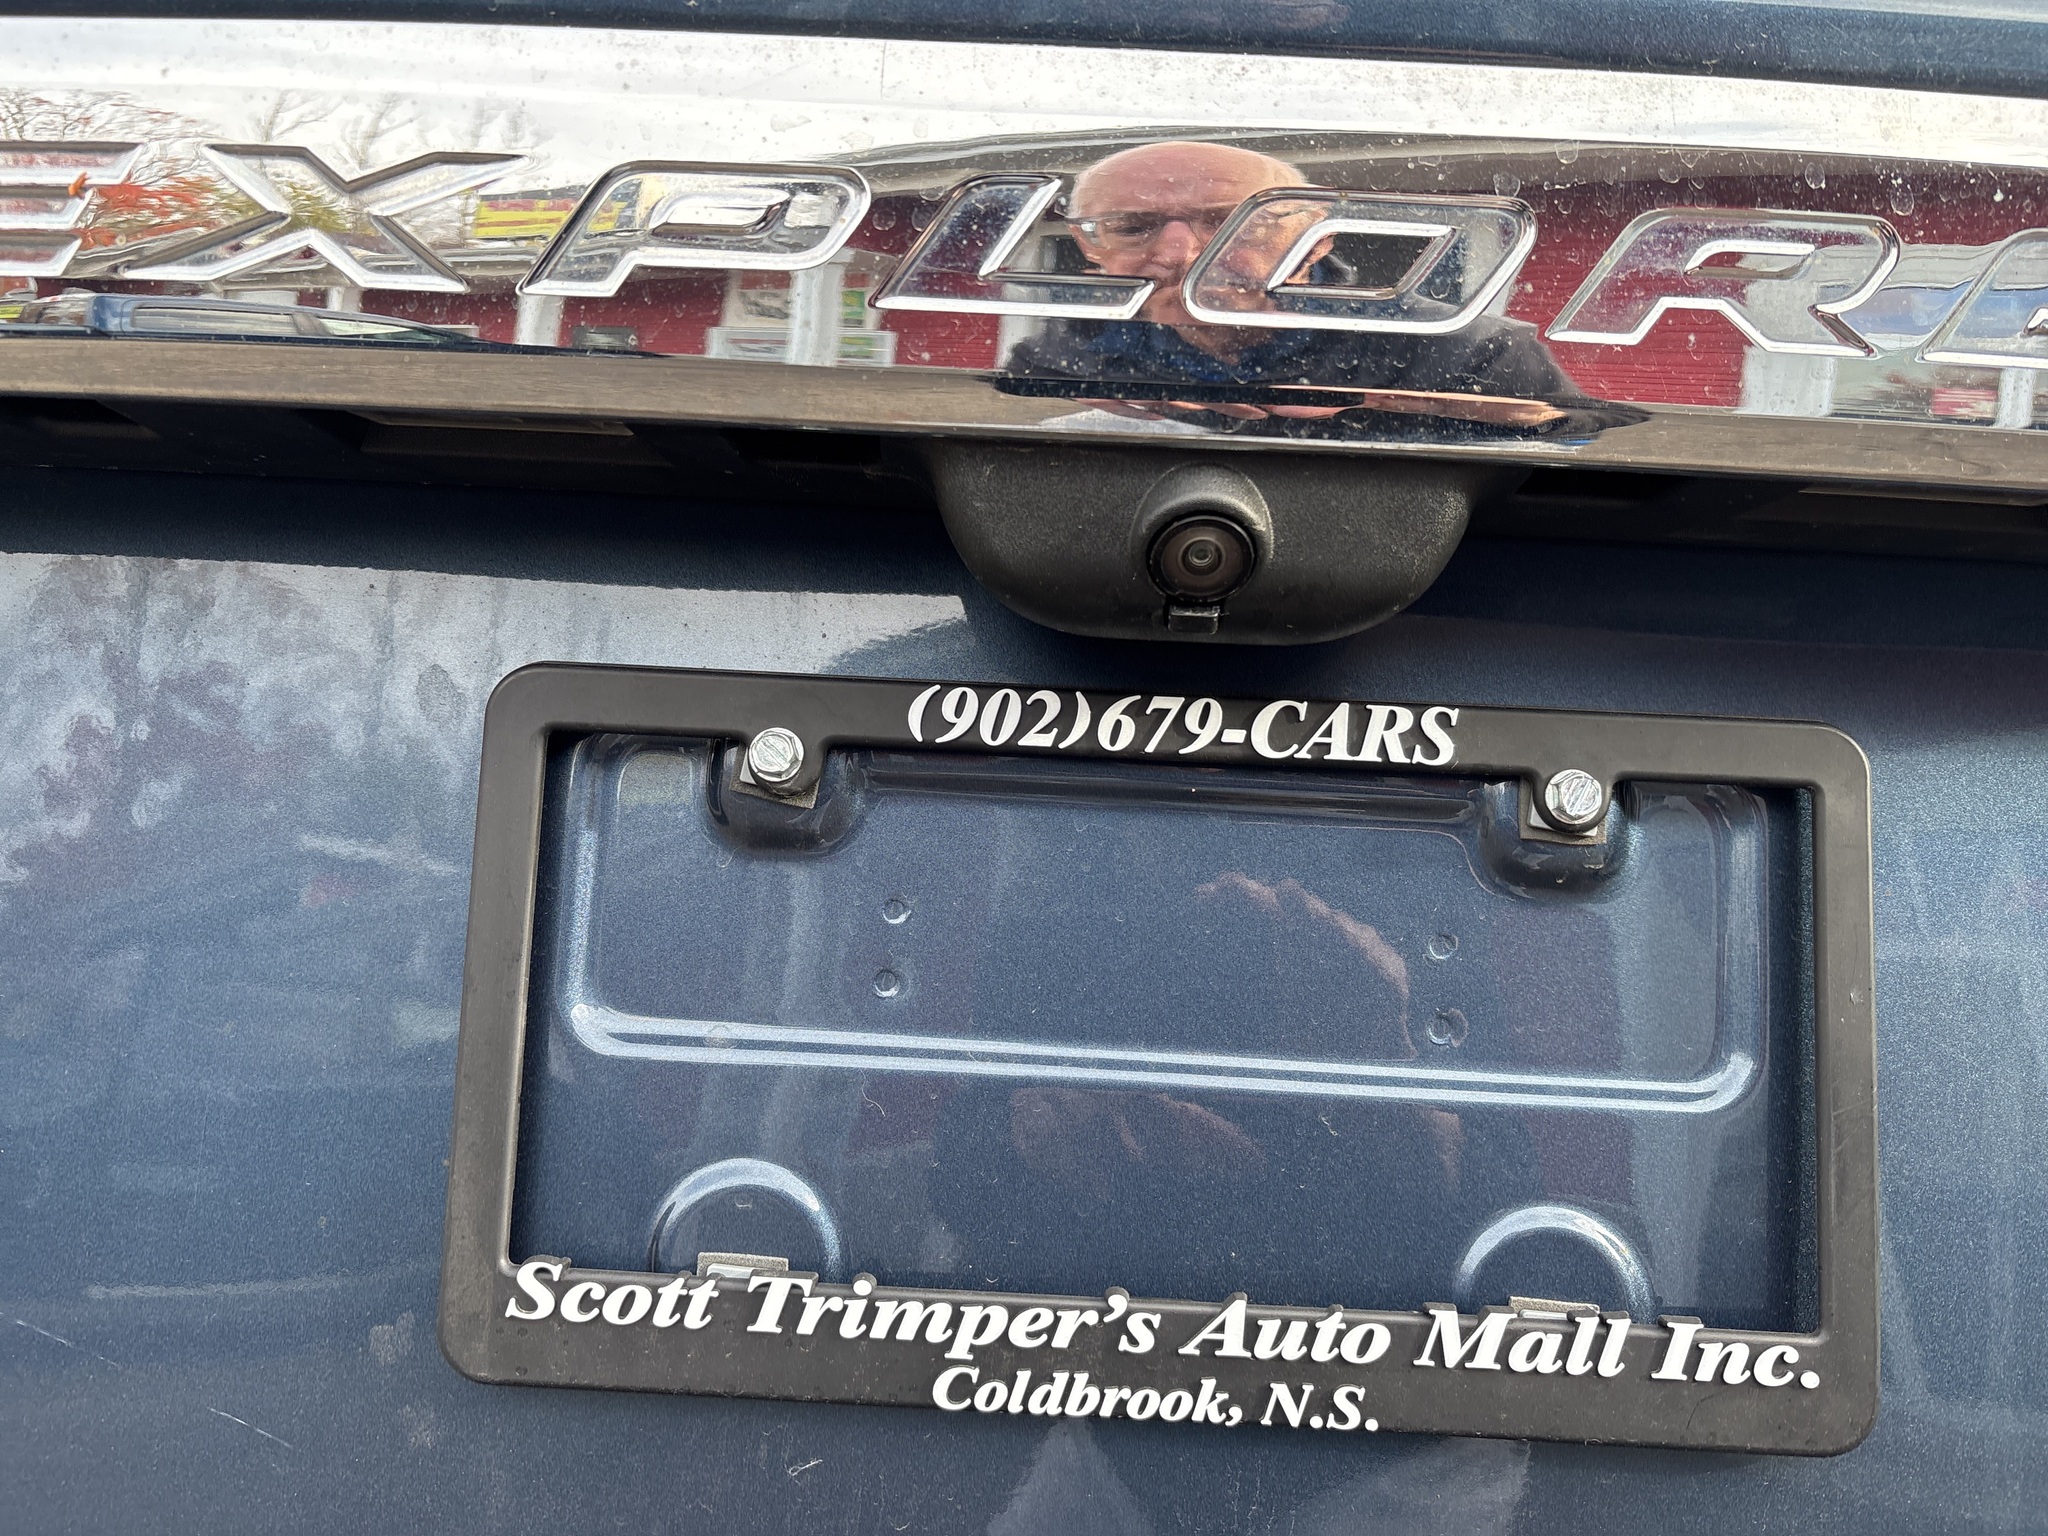 EXPLOR
(902)679-CARS
Scott Trimper's Auto Mall Inc.
Coldbrook, N.S.